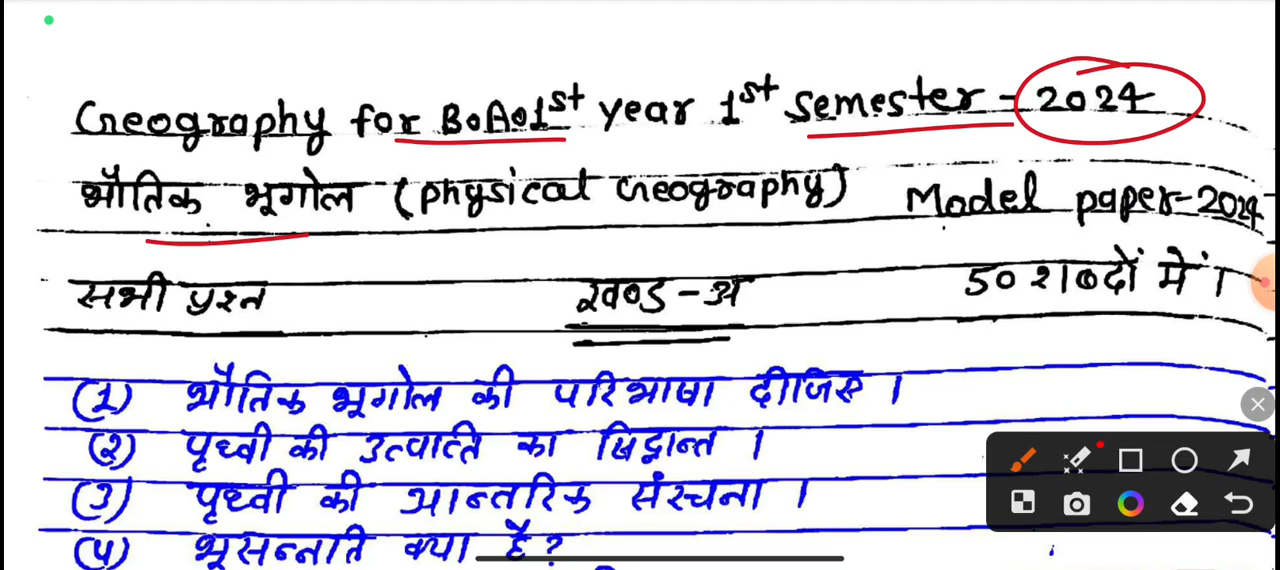 Geography for B.A.1st year 1st semester - 2024
भौतिक भूगोल (physical Geography) Model paper-2024
सभी प्रश्न खण्ड-अ 50 शब्दों में।
(1) भौतिक भूगोल की परिभाषा दीजिए।
(2) पृथ्वी की उत्पत्ति का सिद्धान्त।
(3) पृथ्वी की आन्तरिक संरचना।
(4) भूसन्नति क्या है?